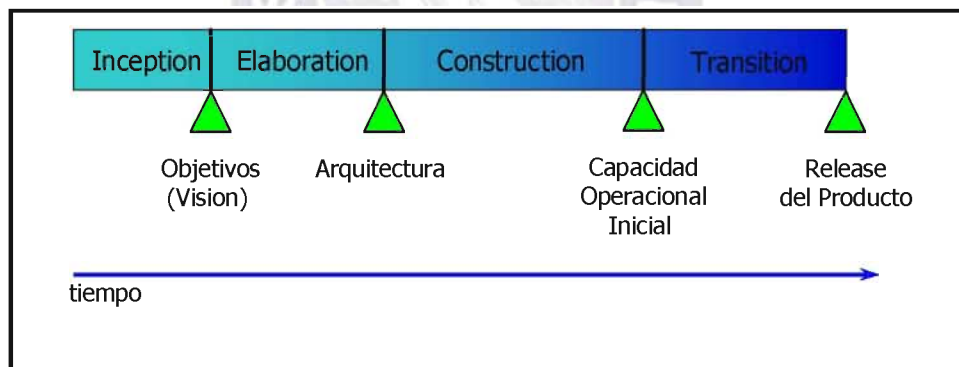 Inception Elaboration Construction Transition
Objetivos
(Vision)
Arquitectura
Capacidad
Operacional
Inicial
Release
del Producto
tiempo